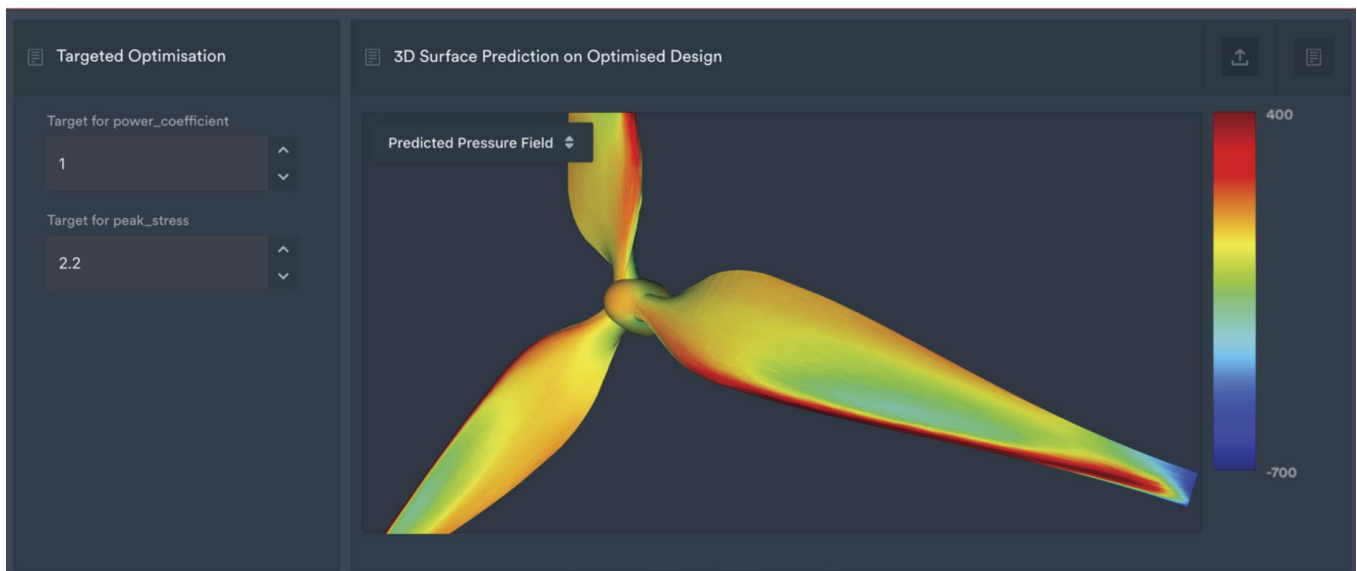 Targeted Optimisation
Target for power_coefficient
1
Target for peak_stress
2.2
3D Surface Prediction on Optimised Design
Predicted Pressure Field
400
-700